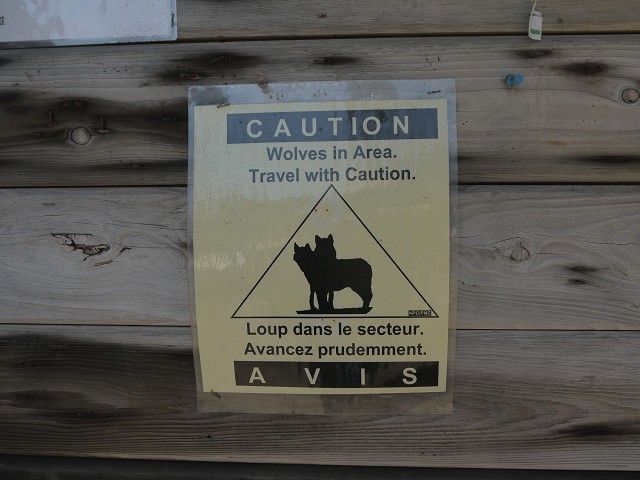 CAUTION
Wolves in Area.
Travel with Caution.
Loup dans le secteur.
Avancez prudemment.
AVIS